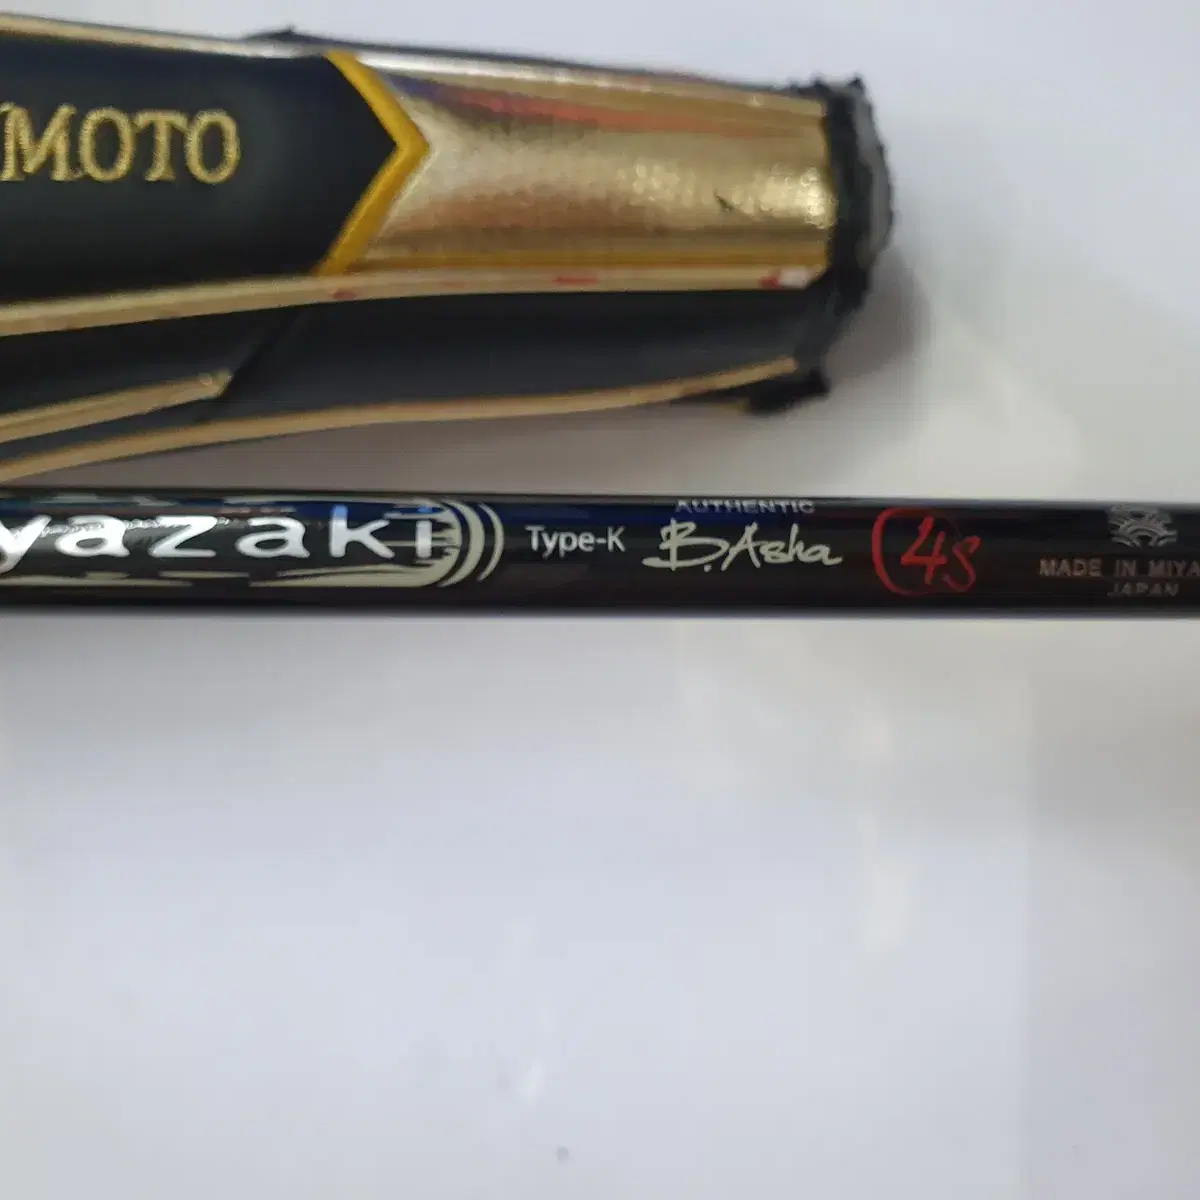 MOTO
yazaki
Type-K
AUTHENTIC
B.Asha
4S
MADE IN MIYA
JAPAN